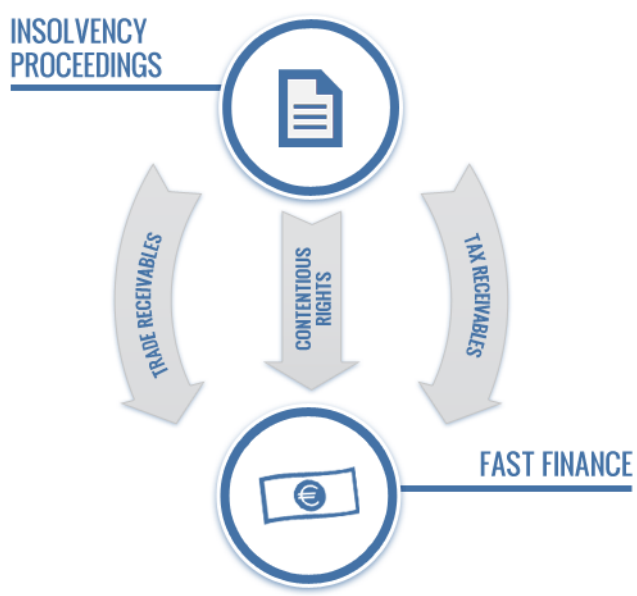 INSOLVENCY
PROCEEDINGS
TRADE RECEIVABLES
CONTENTIOUS
RIGHTS
TAX RECEIVABLES
€
FAST FINANCE